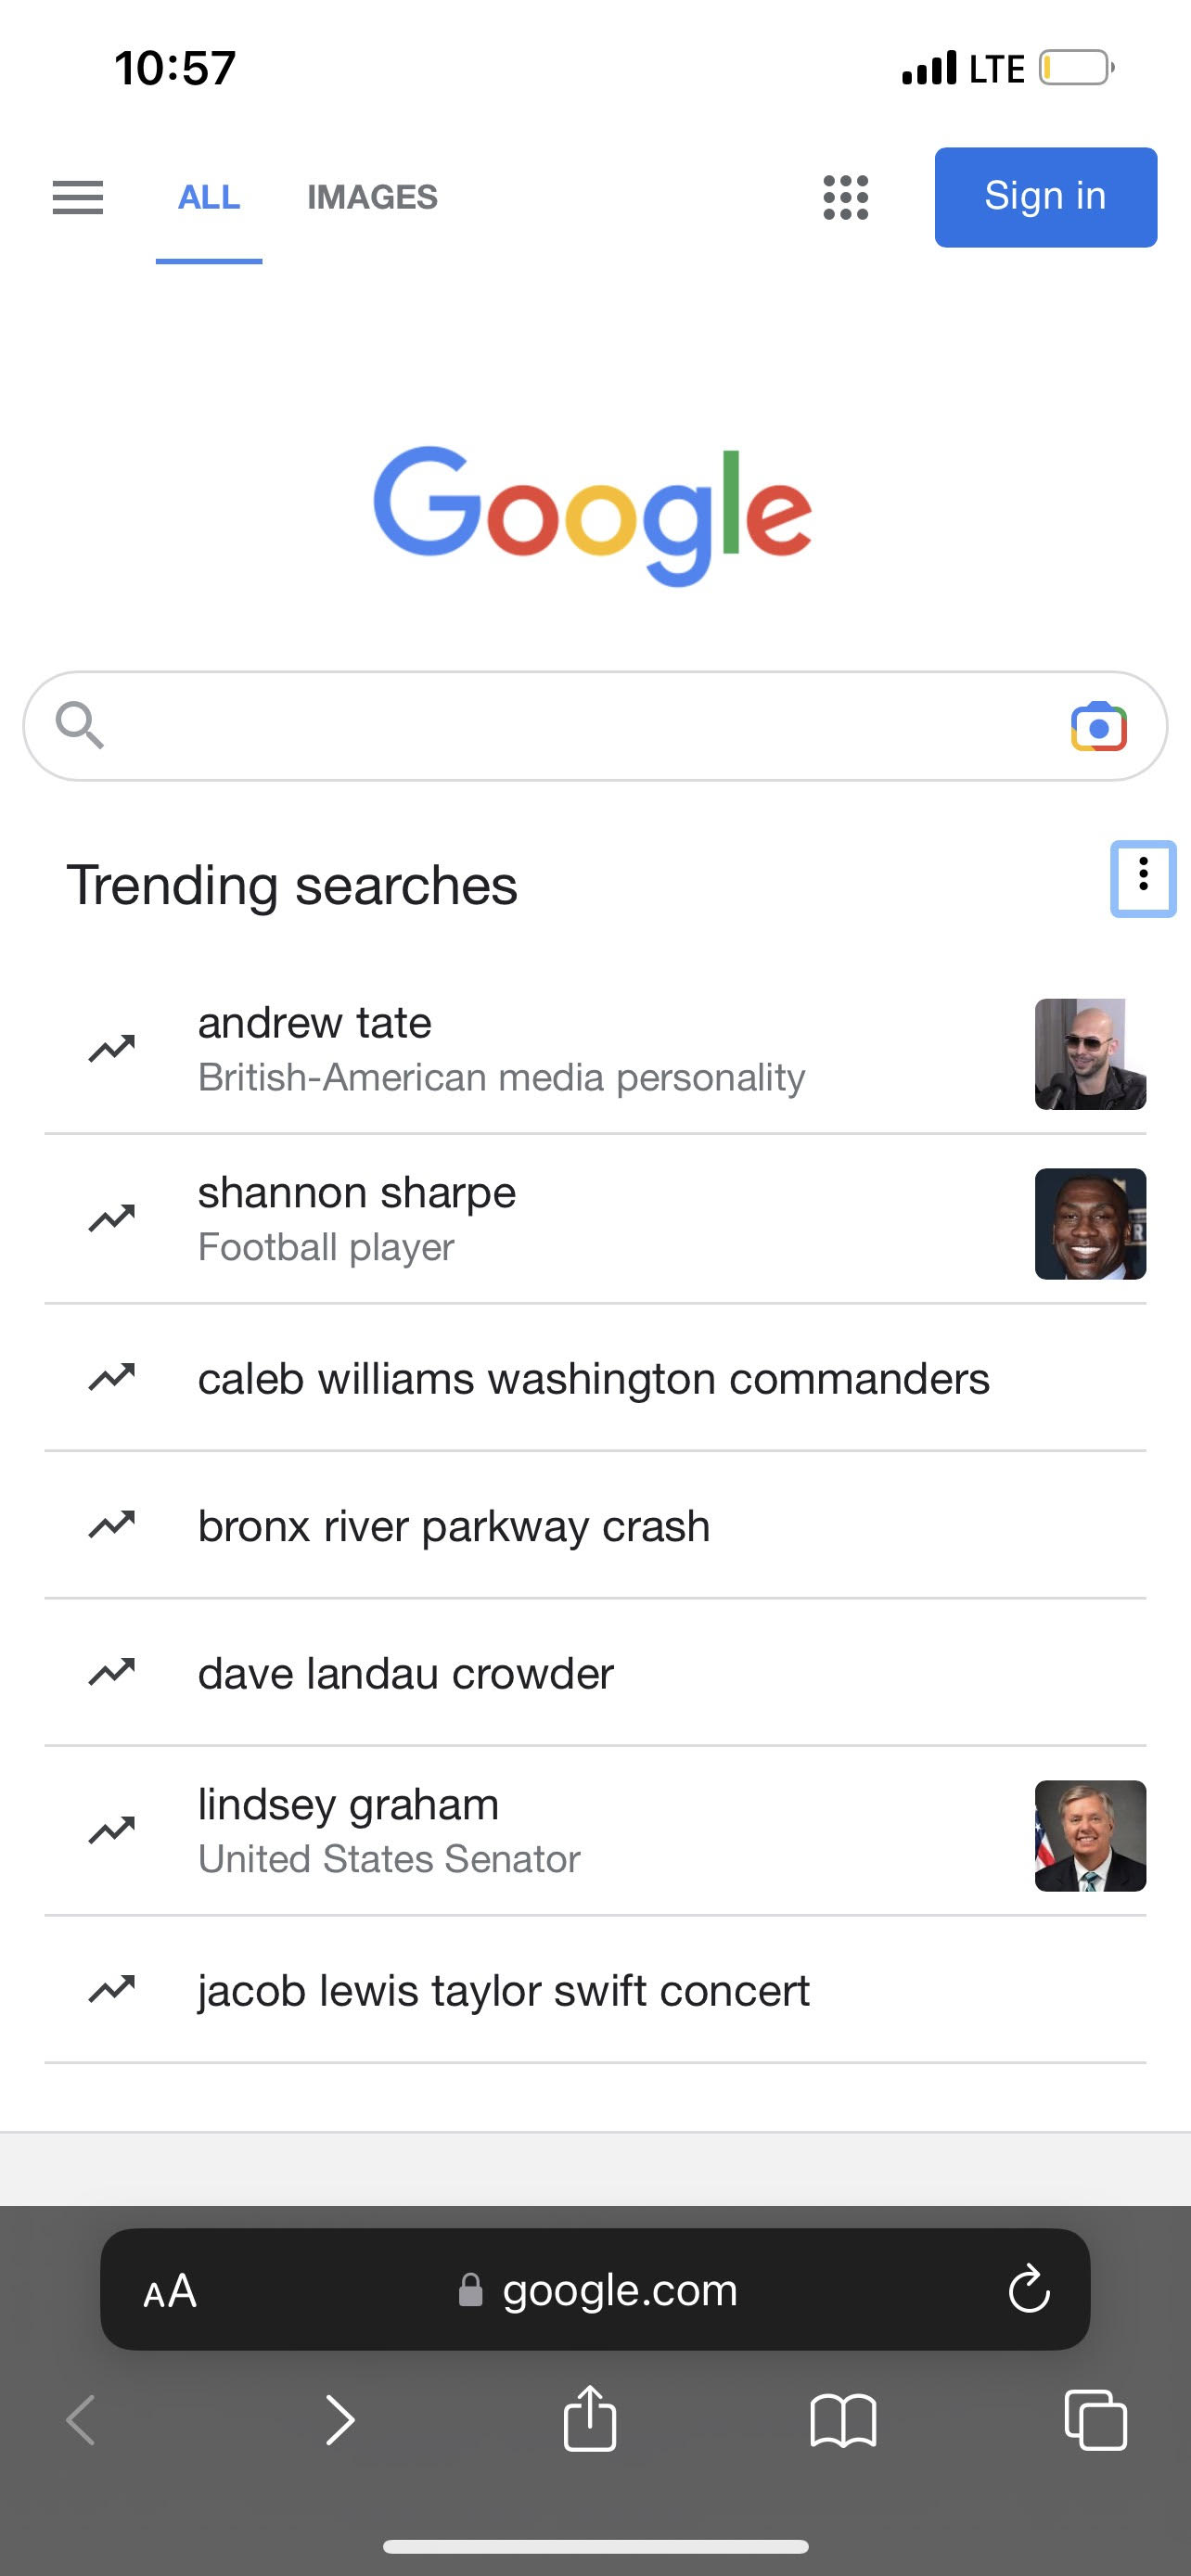 10:57 LTE
ALL IMAGES Sign in
Google
Trending searches
andrew tate
British-American media personality
shannon sharpe
Football player
caleb williams washington commanders
bronx river parkway crash
dave landau crowder
lindsey graham
United States Senator
jacob lewis taylor swift concert
AA google.com